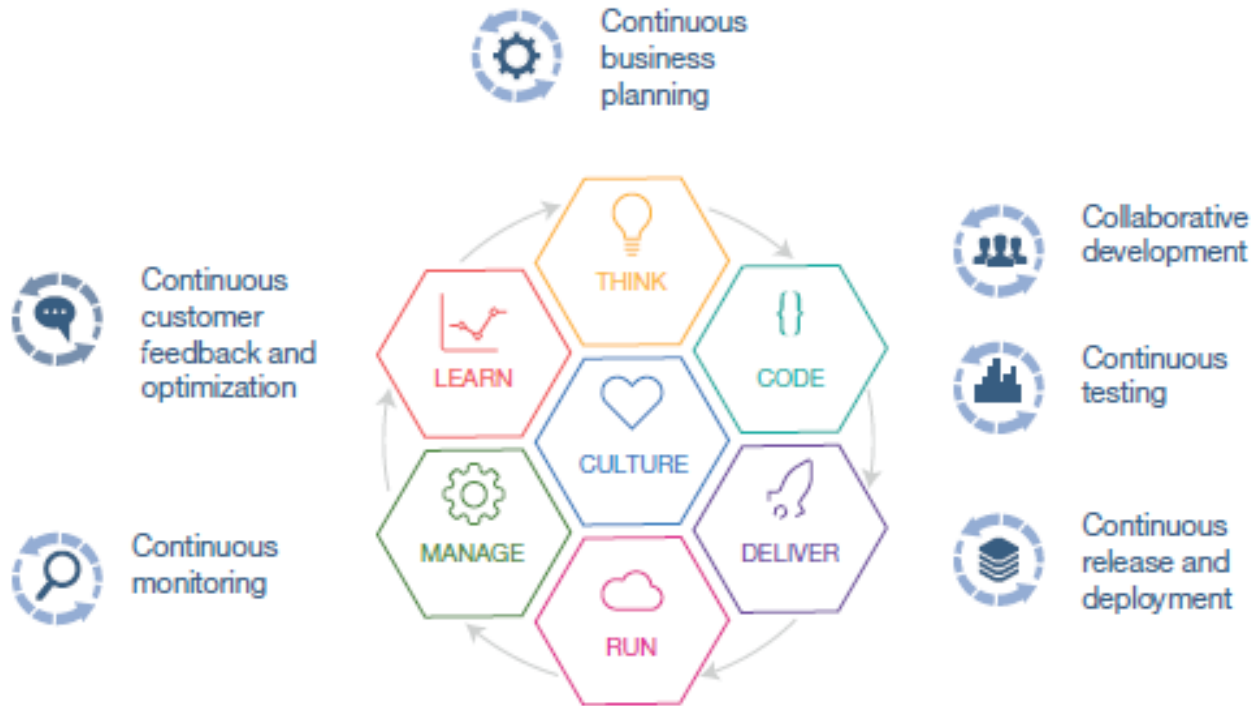 Continuous
business
planning
Collaborative
development
Continuous
customer
feedback and
optimization
THINK
LEARN
{}
CODE
Continuous
testing
CULTURE
MANAGE
DELIVER
Continuous
monitoring
Continuous
release and
deployment
RUN